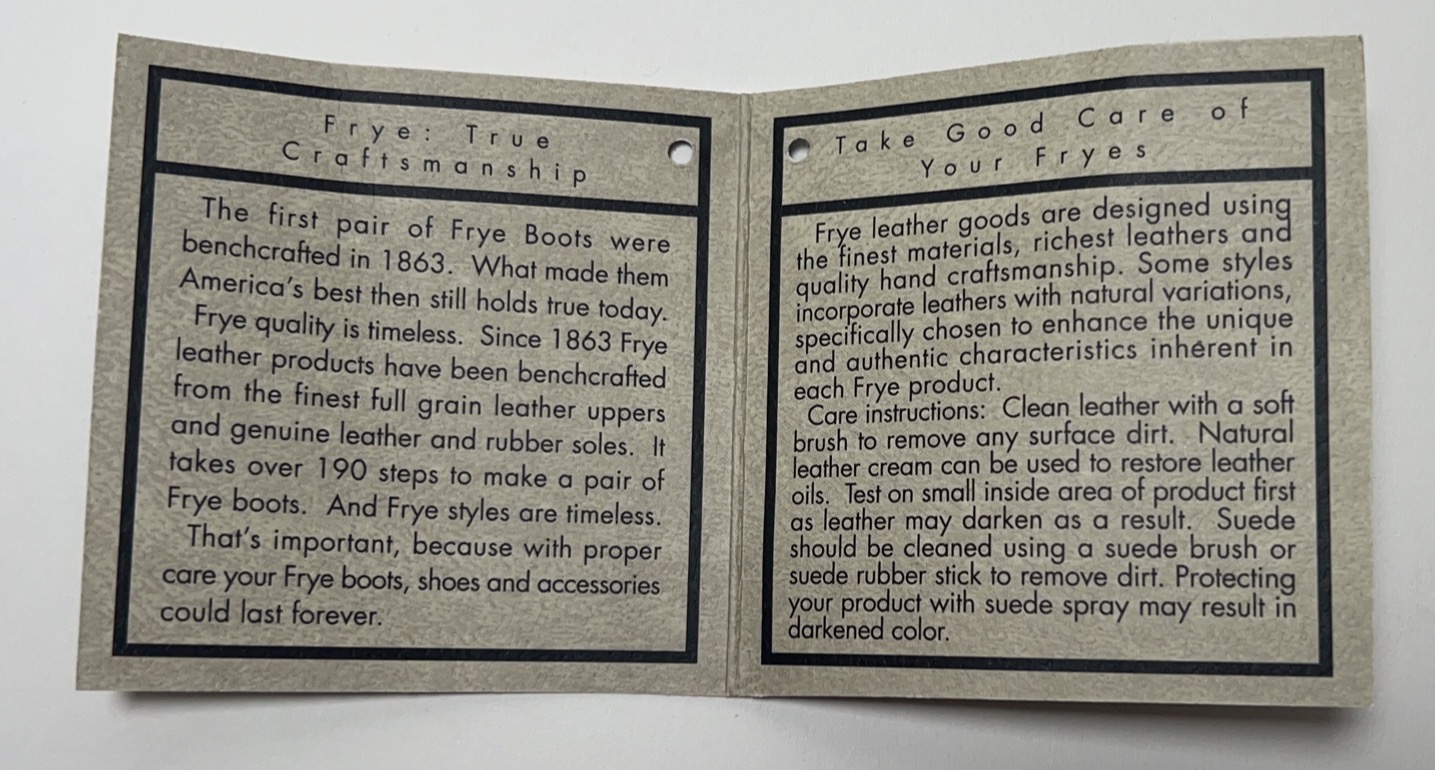 Frye: True
Craftsmanship
The first pair of Frye Boots were
benchcrafted in 1863. What made them
America's best then still holds true today.
Frye quality is timeless. Since 1863 Frye
leather products have been benchcrafted
from the finest full grain leather uppers
and genuine leather and rubber soles. It
takes over 190 steps to make a pair of
Frye boots. And Frye styles are timeless.
That's important, because with proper
care your Frye boots, shoes and accessories
could last forever.
Take Good Care of
Your Fryes
Frye leather goods are designed using
the finest materials, richest leathers and
quality hand craftsmanship. Some styles
incorporate leathers with natural variations,
specifically chosen to enhance the unique
and authentic characteristics inherent in
each Frye product.
Care instructions: Clean leather with a soft
brush to remove any surface dirt. Natural
leather cream can be used to restore leather
oils. Test on small inside area of product first
as leather may darken as a result. Suede
should be cleaned using a suede brush or
suede rubber stick to remove dirt. Protecting
your product with suede spray may result in
darkened color.